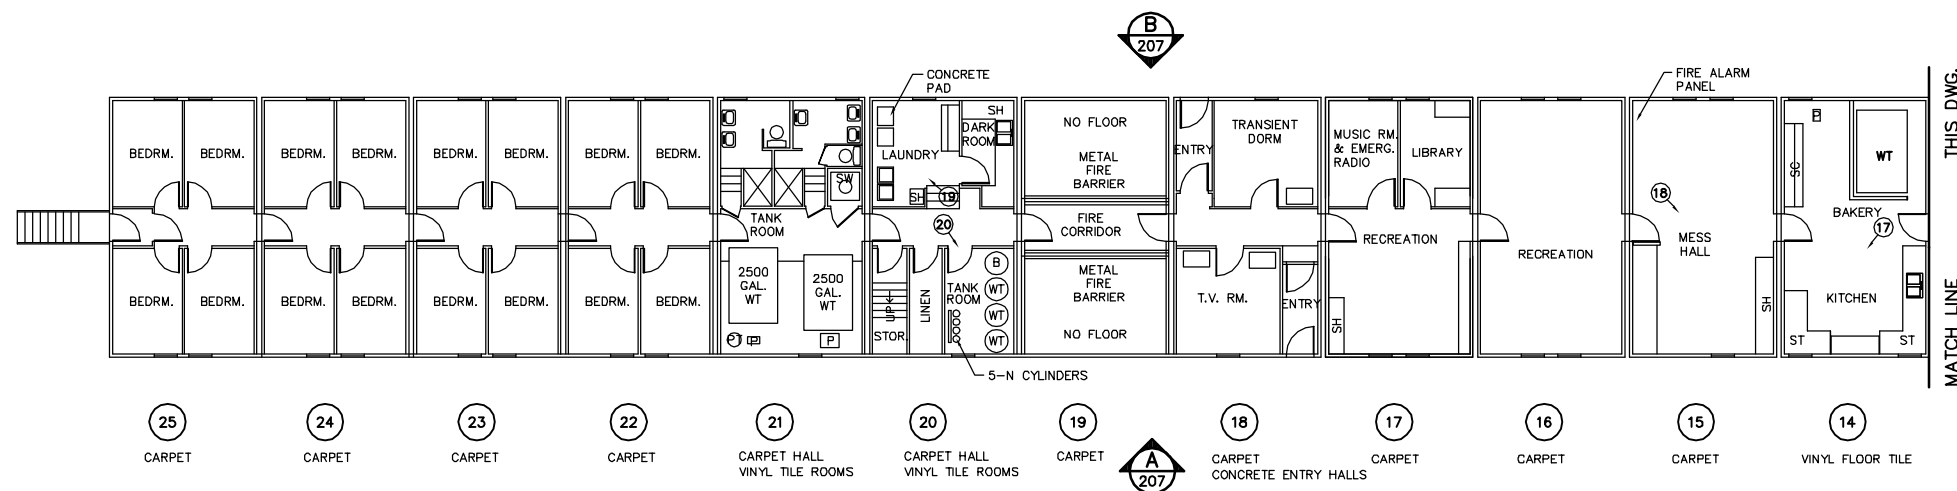 B
207
THIS DWG.
MATCH LINE
CONCRETE
PAD
FIRE ALARM
PANEL
BEDRM.
BEDRM.
BEDRM.
BEDRM.
BEDRM.
BEDRM.
BEDRM.
BEDRM.
SW
TANK
ROOM
LAUNDRY
SH
DARK
ROOM
SH
19
20
NO FLOOR
METAL
FIRE
BARRIER
FIRE
CORRIDOR
ENTRY
TRANSIENT
DORM
MUSIC RM.
& EMERG.
RADIO
LIBRARY
RECREATION
RECREATION
18
MESS
HALL
P
SC
WT
BAKERY
17
BEDRM.
BEDRM.
BEDRM.
BEDRM.
BEDRM.
BEDRM.
BEDRM.
BEDRM.
2500
GAL.
WT
2500
GAL.
WT
PT
P
P
UP
STOR.
LINEN
TANK
ROOM
B
WT
WT
WT
5-N CYLINDERS
METAL
FIRE
BARRIER
NO FLOOR
T.V. RM.
ENTRY
SH
SH
KITCHEN
ST
ST
25
CARPET
24
CARPET
23
CARPET
22
CARPET
21
CARPET HALL
VINYL TILE ROOMS
20
CARPET HALL
VINYL TILE ROOMS
19
CARPET
A
207
18
CARPET
CONCRETE ENTRY HALLS
17
CARPET
16
CARPET
15
CARPET
14
VINYL FLOOR TILE